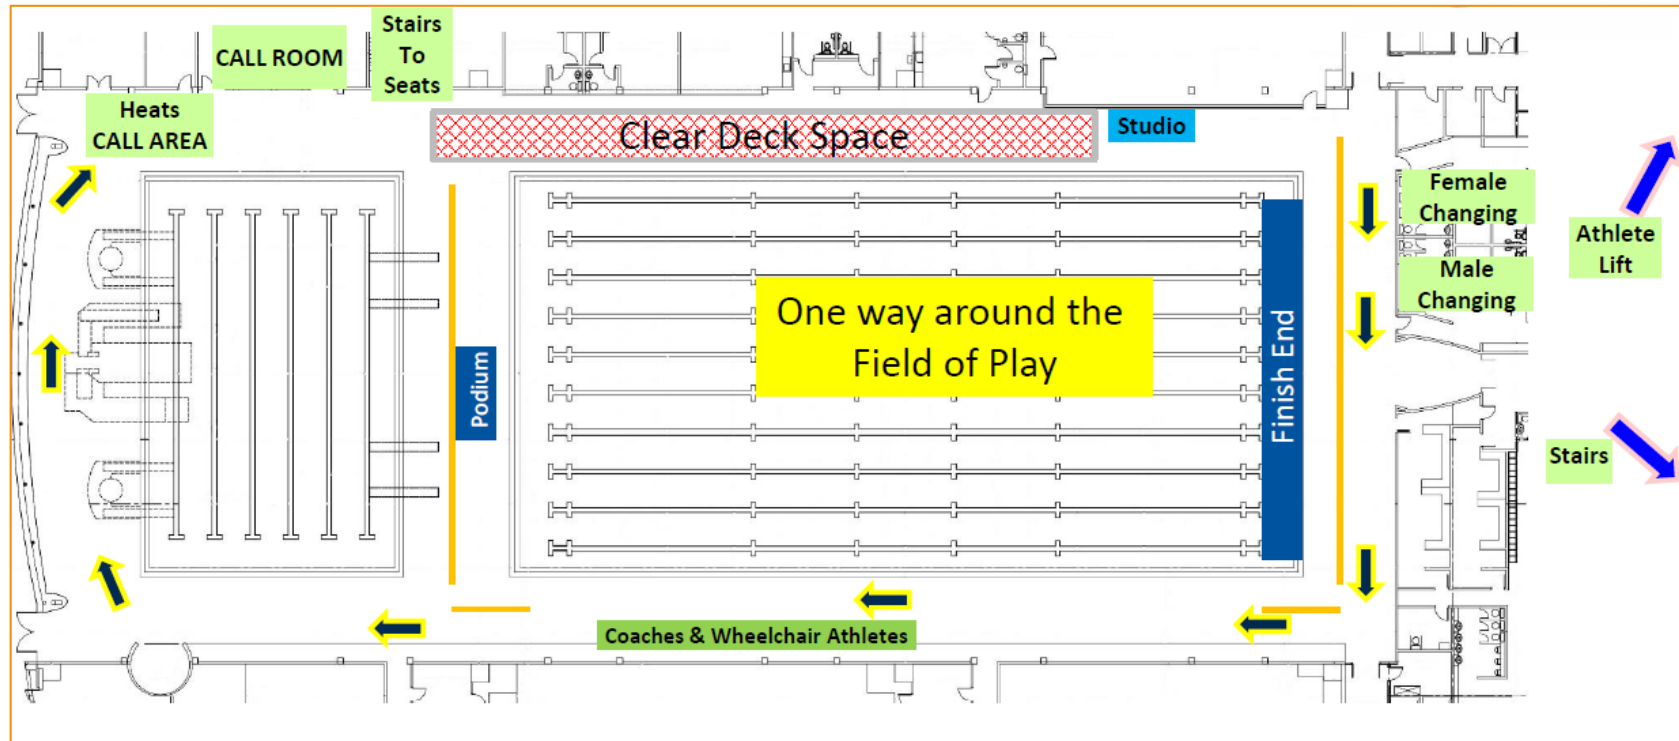 Stairs
To
Seats
CALL ROOM
Heats
CALL AREA
Clear Deck Space
Studio
Female
Changing
Athlete
Lift
Male
Changing
One way around the
Field of Play
Podium
Finish End
Stairs
Coaches & Wheelchair Athletes